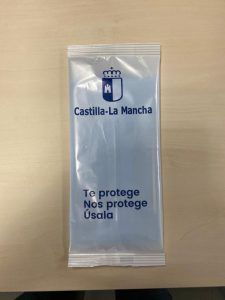 Castilla-La Mancha
Te protege
Nos protege
Úsala